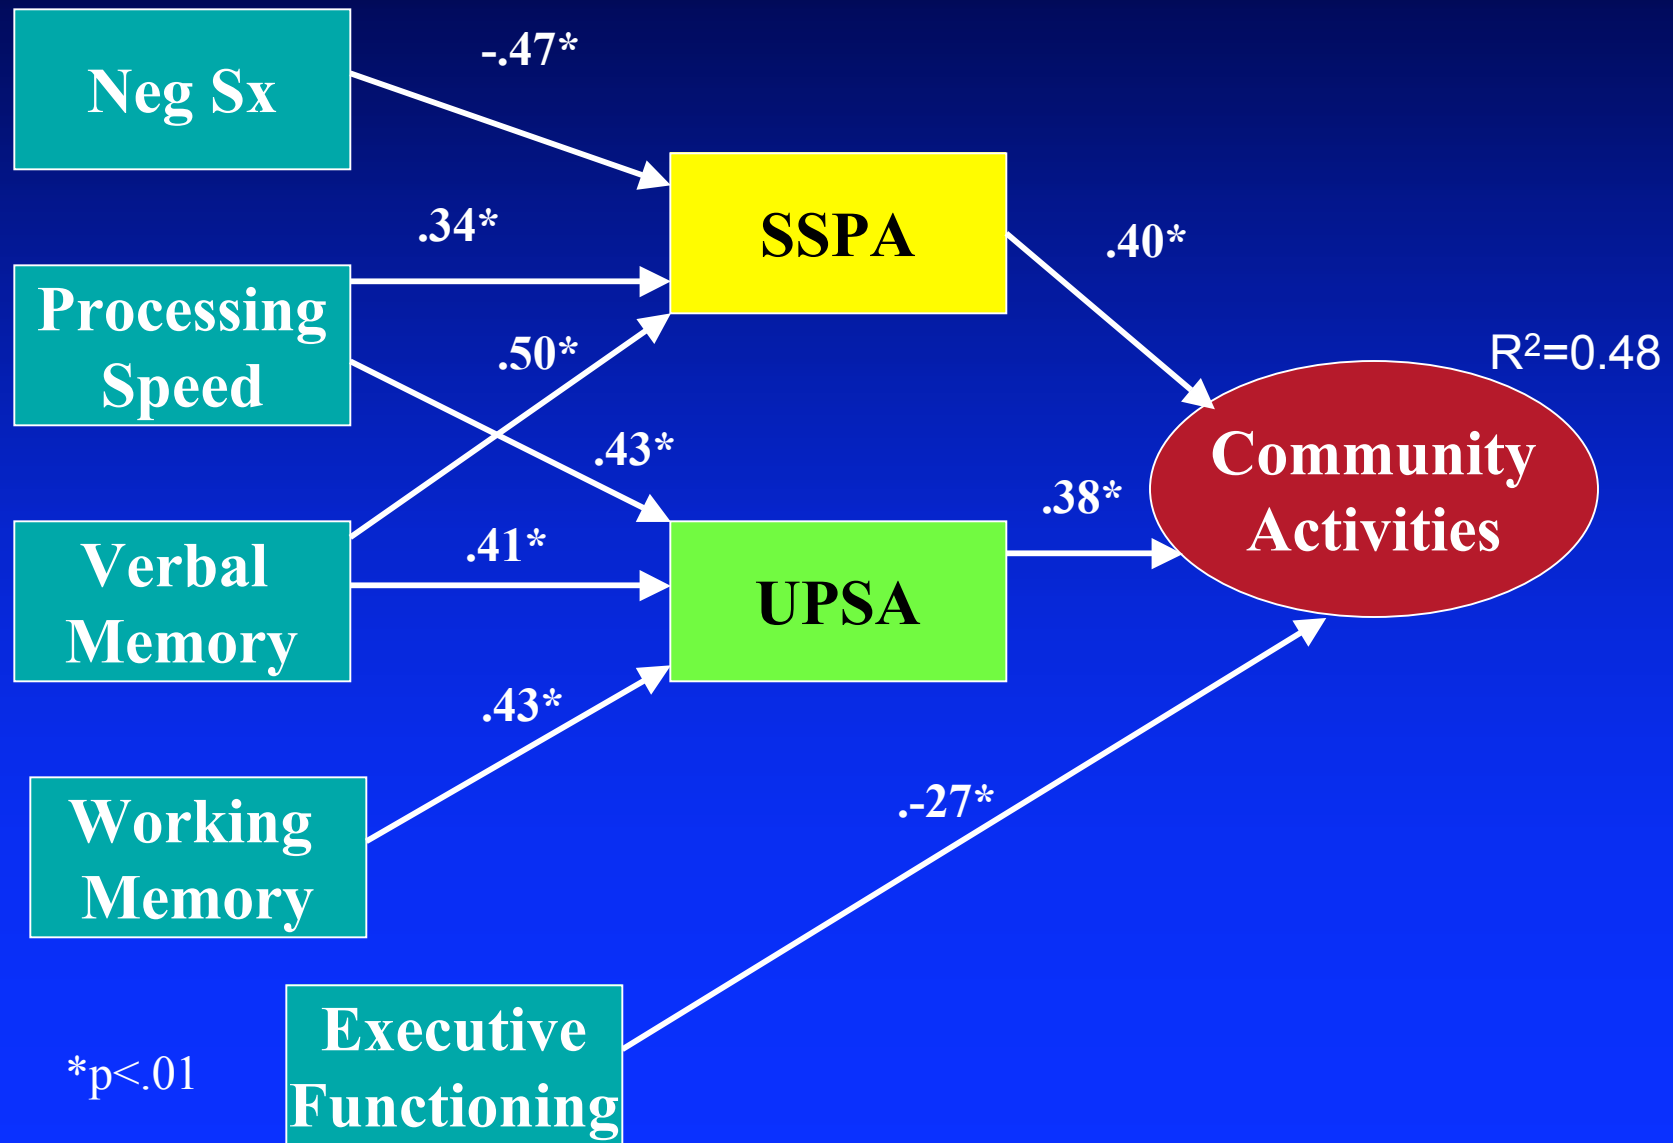 Neg Sx
-.47*
.34*
SSPA
.40*
Processing
Speed
.50*
R²=0.48
.43*
Community
Activities
.38*
Verbal
Memory
.41*
UPSA
.43*
Working
Memory
.-27*
Executive
Functioning
*p<.01